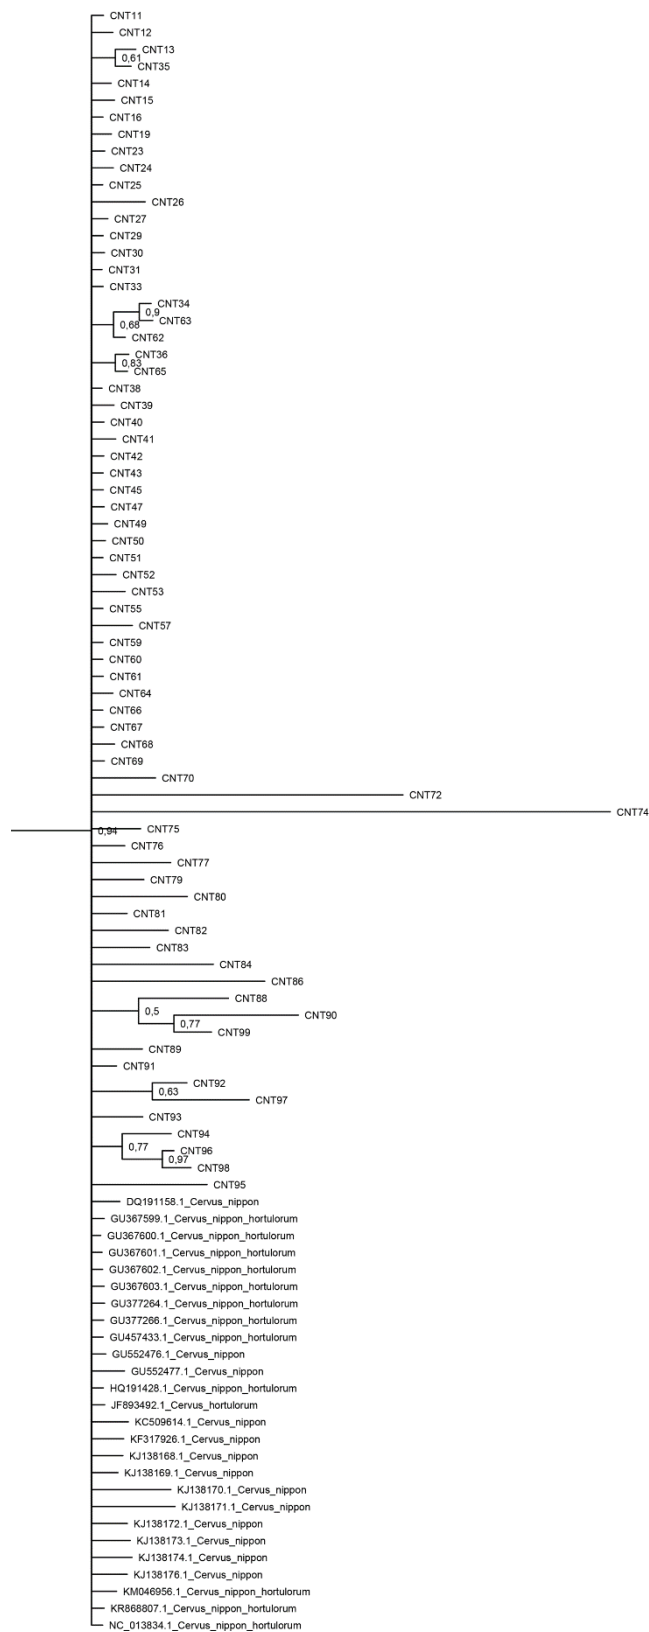 CNT11
CNT12
CNT13
0,61
CNT35
CNT14
CNT15
CNT16
CNT19
CNT23
CNT24
CNT25
CNT26
CNT27
CNT29
CNT30
CNT31
CNT33
CNT34
0,9
CNT63
0,68
CNT62
CNT36
0,83
CNT65
CNT38
CNT39
CNT40
CNT41
CNT42
CNT43
CNT45
CNT47
CNT49
CNT50
CNT51
CNT52
CNT53
CNT55
CNT57
CNT59
CNT60
CNT61
CNT64
CNT66
CNT67
CNT68
CNT69
CNT70
CNT72
CNT74
0,94
CNT75
CNT76
CNT77
CNT79
CNT80
CNT81
CNT82
CNT83
CNT84
CNT86
CNT88
0,5
CNT90
0,77
CNT99
CNT89
CNT91
CNT92
0,63
CNT97
CNT93
CNT94
0,77
CNT96
0,97
CNT98
CNT95
DQ191158.1_Cervus_nippon
GU367599.1_Cervus_nippon_hortulorum
GU367600.1_Cervus_nippon_hortulorum
GU367601.1_Cervus_nippon_hortulorum
GU367602.1_Cervus_nippon_hortulorum
GU367603.1_Cervus_nippon_hortulorum
GU377264.1_Cervus_nippon_hortulorum
GU377266.1_Cervus_nippon_hortulorum
GU457433.1_Cervus_nippon_hortulorum
GU552476.1_Cervus_nippon
GU552477.1_Cervus_nippon
HQ191428.1_Cervus_nippon_hortulorum
JF893492.1_Cervus_hortulorum
KC509614.1_Cervus_nippon
KF317926.1_Cervus_nippon
KJ138168.1_Cervus_nippon
KJ138169.1_Cervus_nippon
KJ138170.1_Cervus_nippon
KJ138171.1_Cervus_nippon
KJ138172.1_Cervus_nippon
KJ138173.1_Cervus_nippon
KJ138174.1_Cervus_nippon
KJ138176.1_Cervus_nippon
KM046956.1_Cervus_nippon_hortulorum
KR868807.1_Cervus_nippon_hortulorum
NC_013834.1_Cervus_nippon_hortulorum